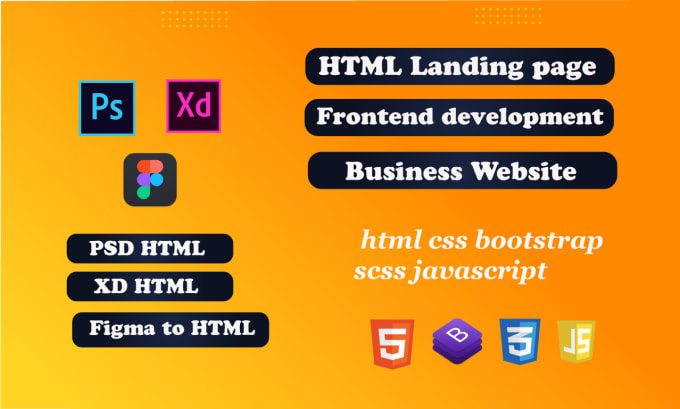 HTML Landing page
Frontend development
Business Website
Ps
Xd
PSD HTML
XD HTML
Figma to HTML
html css bootstrap
scss javascript
5
B
3
JS